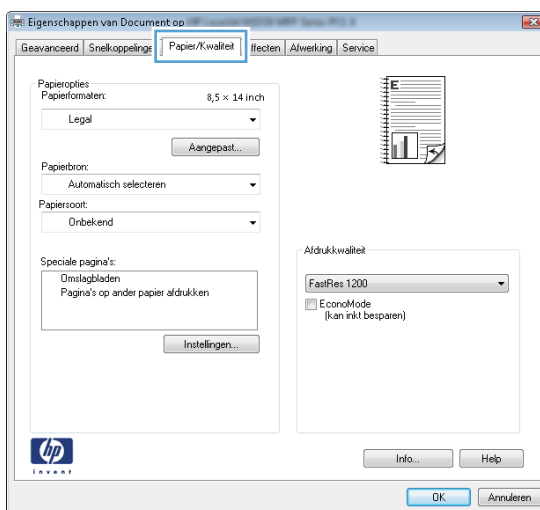 Eigenschappen van Document op
Geavanceerd Snelkoppelinge Papier/Kwaliteit ffecten Afwerking Service
Papieropties
Papierformaten: 8,5 × 14 inch
Legal
Aangepast...
Papierbron:
Automatisch selecteren
Papiersoort:
Onbekend
Speciale pagina's:
Omslagbladen
Pagina's op ander papier afdrukken
Instellingen...
E
Afdrukkwaliteit
FastRes 1200
EconoMode
(kan inkt besparen)
hp
invent
Info... Help
OK Annuleren